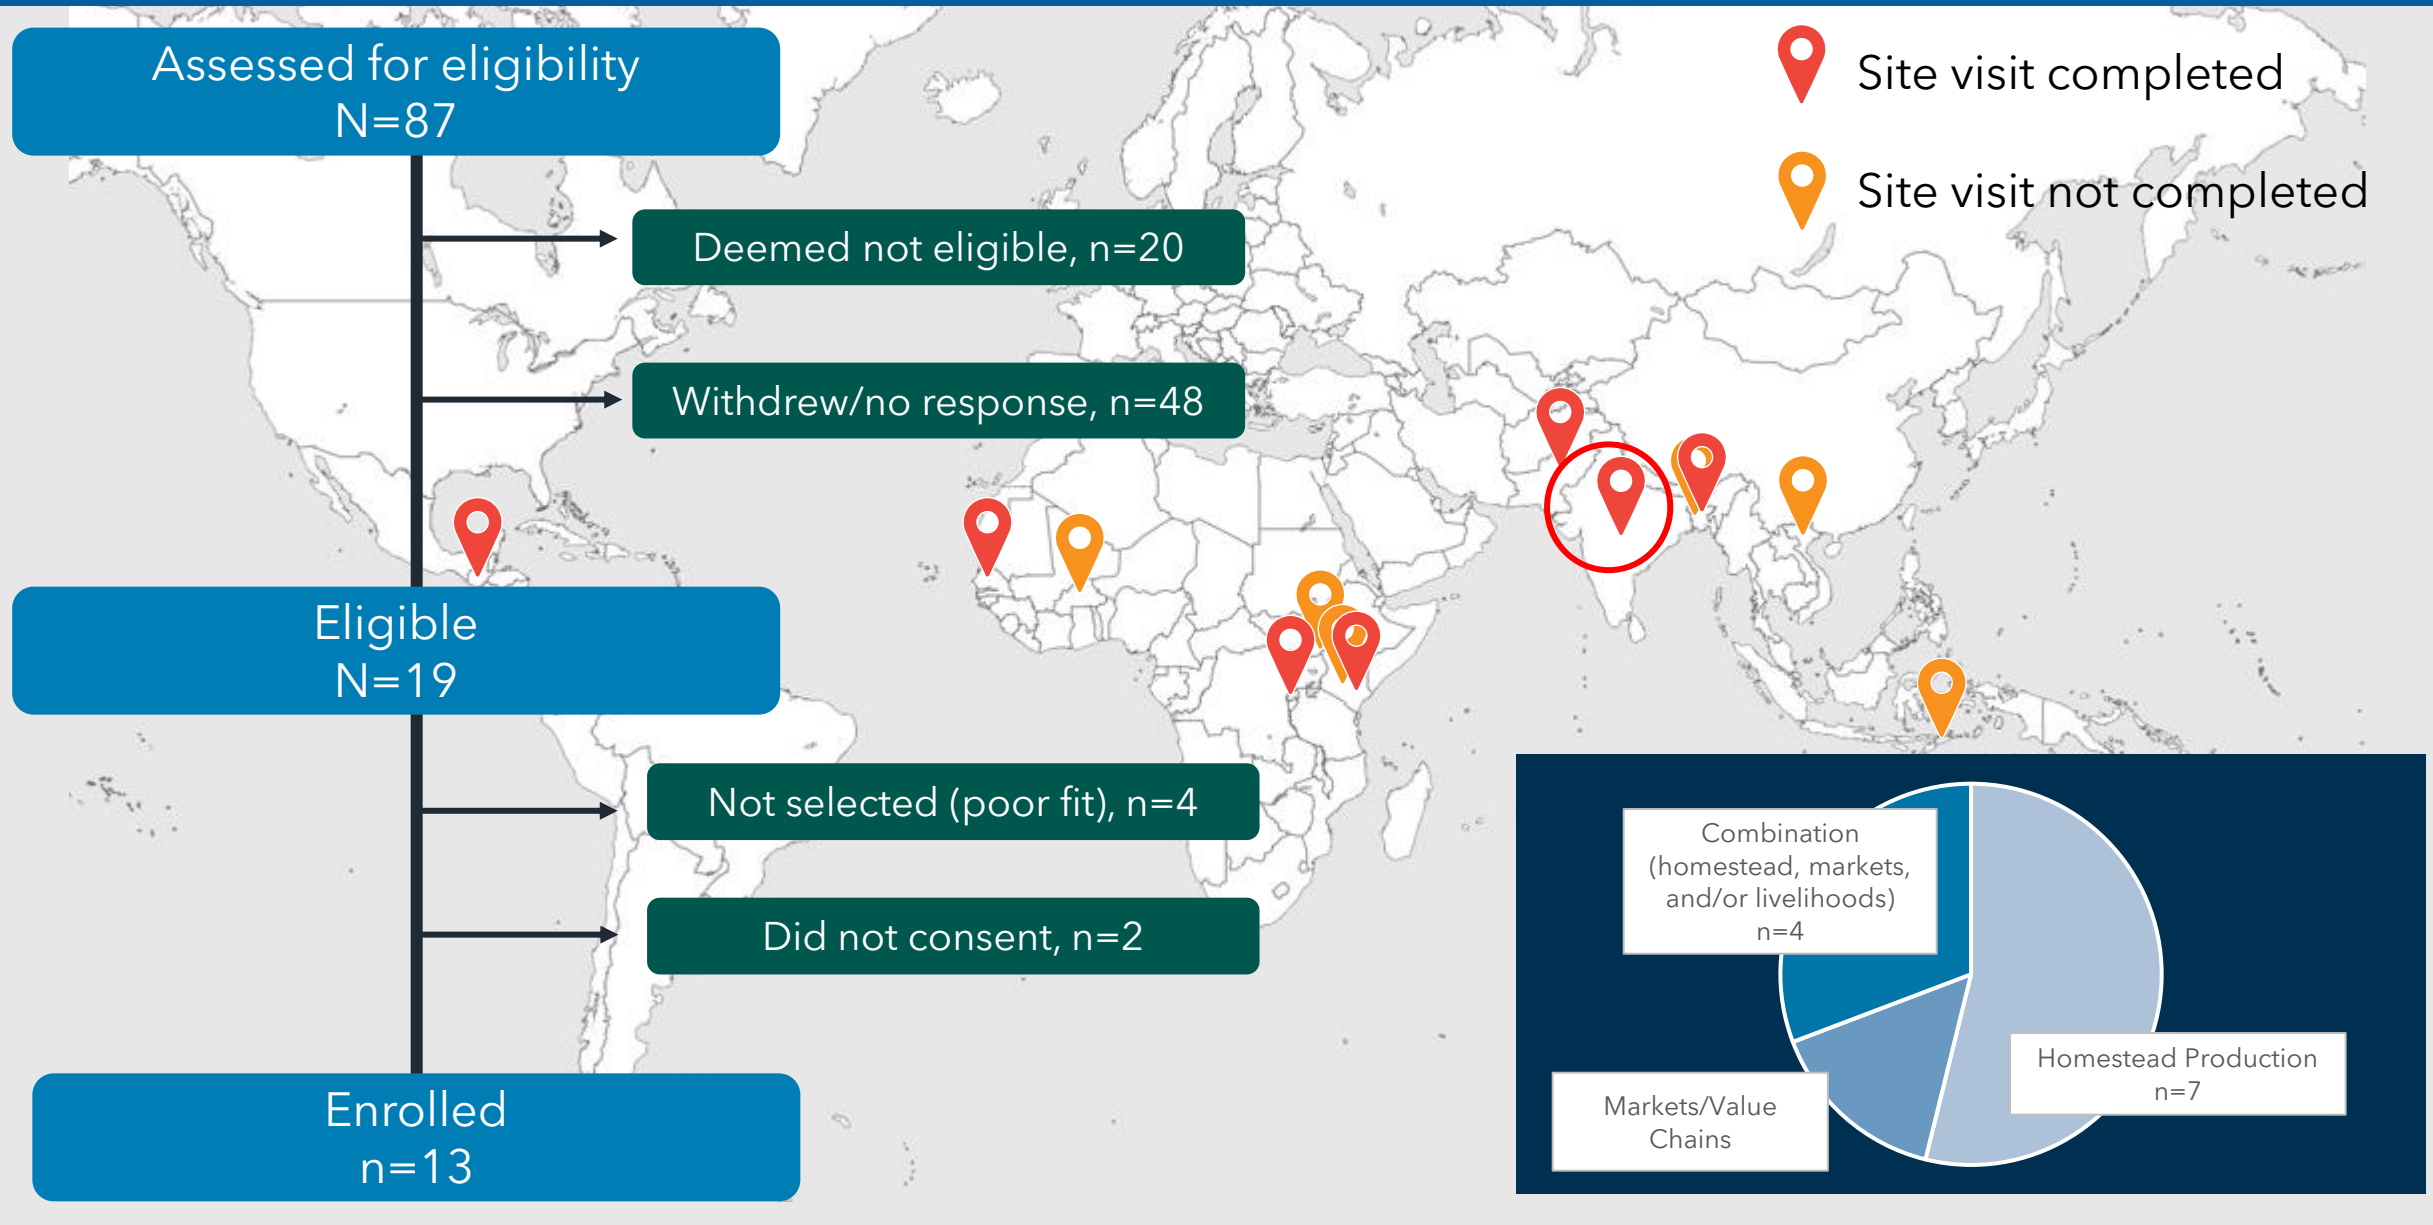 Assessed for eligibility
N=87
Site visit completed
Site visit not completed
Deemed not eligible, n=20
Withdrew/no response, n=48
Eligible
N=19
Not selected (poor fit), n=4
Did not consent, n=2
Enrolled
n=13
Combination
(homestead, markets,
and/or livelihoods)
n=4
Homestead Production
n=7
Markets/Value
Chains